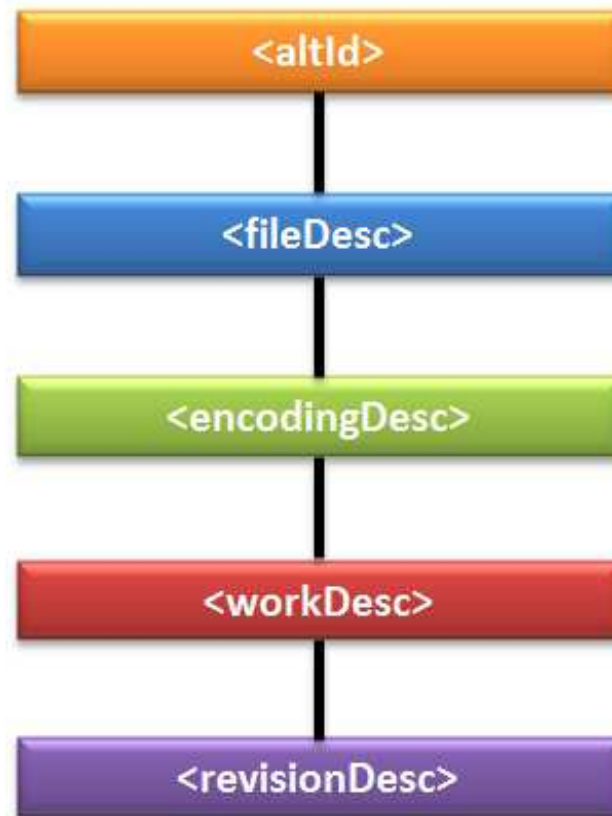 <altId>
<fileDesc>
<encodingDesc>
<workDesc>
<revisionDesc>